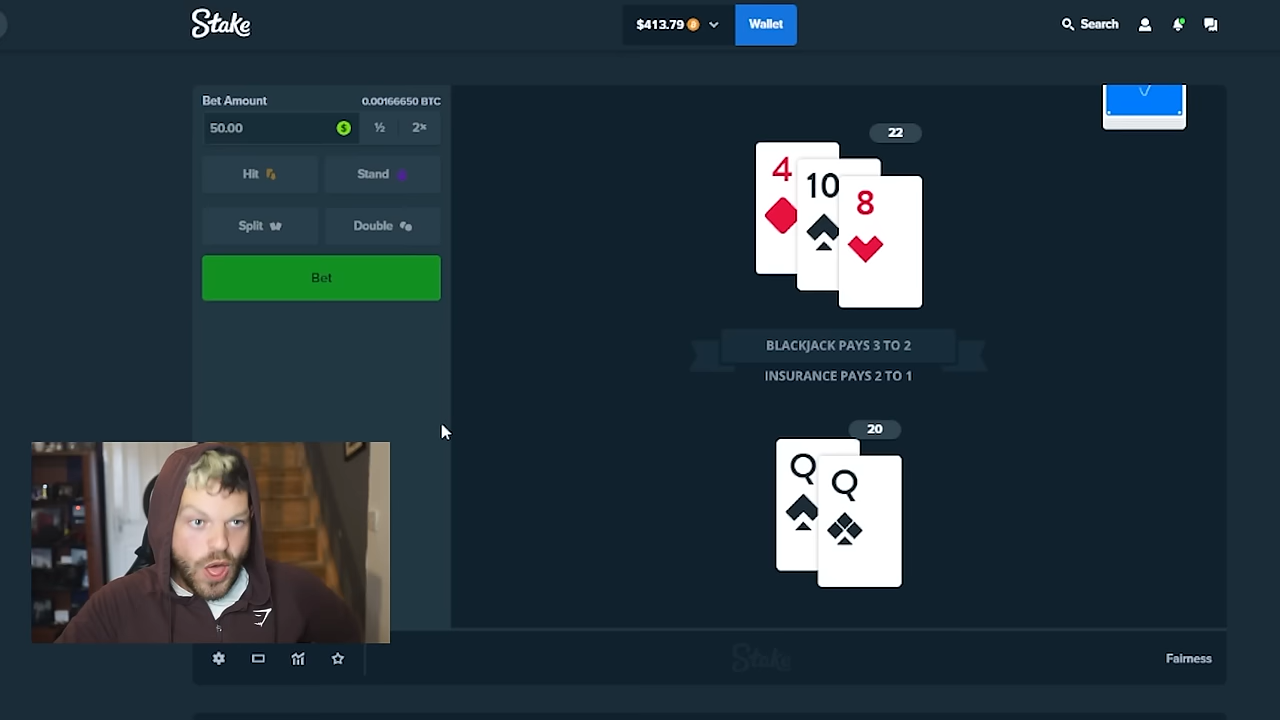 Stake
$413.79
Wallet
Search
Bet Amount
0.00166650 BTC
50.00
$
½
2×
Hit
Stand
Split
Double
Bet
22
4
10
8
BLACKJACK PAYS 3 TO 2
INSURANCE PAYS 2 TO 1
20
Q
Q
Stake
Fairness